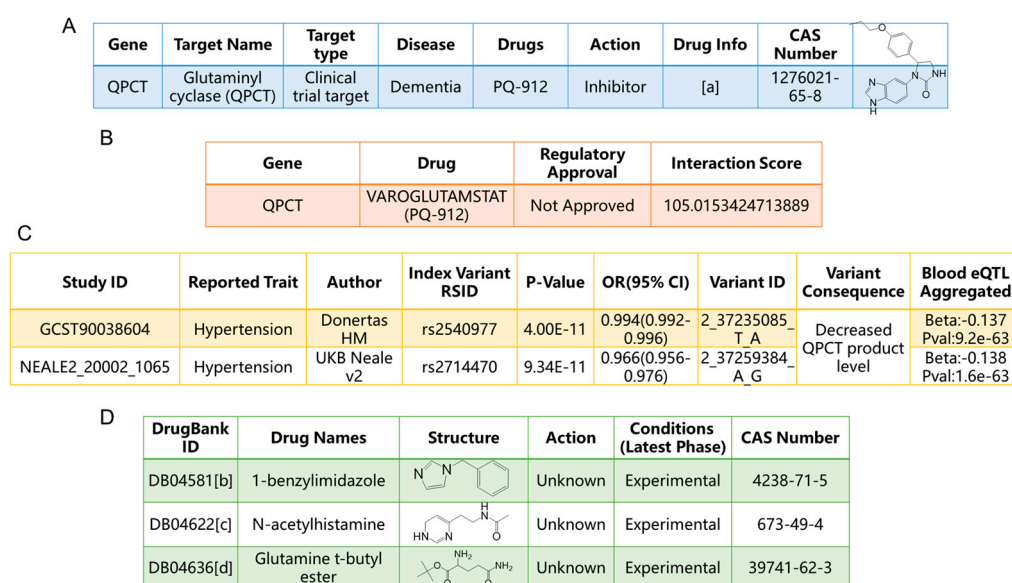 A
Gene Target Name Target type Disease Drugs Action Drug Info CAS Number
QPCT Glutaminyl cyclase (QPCT) Clinical trial target Dementia PQ-912 Inhibitor [a] 1276021-65-8
O
N
NH
O
N
N
H
B
Gene Drug Regulatory Approval Interaction Score
QPCT VAROGLUTAMSTAT (PQ-912) Not Approved 105.0153424713889
C
Study ID Reported Trait Author Index Variant RSID P-Value OR(95% CI) Variant ID Variant Consequence Blood eQTL Aggregated
GCST90038604 Hypertension Donertas HM rs2540977 4.00E-11 0.994(0.992-0.996) 2_37235085_T_A Decreased QPCT product level Beta:-0.137 Pval:9.2e-63
NEALE2_20002_1065 Hypertension UKB Neale v2 rs2714470 9.34E-11 0.966(0.956-0.976) 2_37259384_A_G Beta:-0.138 Pval:1.6e-63
D
DrugBank ID Drug Names Structure Action Conditions (Latest Phase) CAS Number
DB04581[b] 1-benzylimidazole N N Unknown Experimental 4238-71-5
DB04622[c] N-acetylhistamine HN N H N O Unknown Experimental 673-49-4
DB04636[d] Glutamine t-butyl ester NH2 O O O NH2 Unknown Experimental 39741-62-3